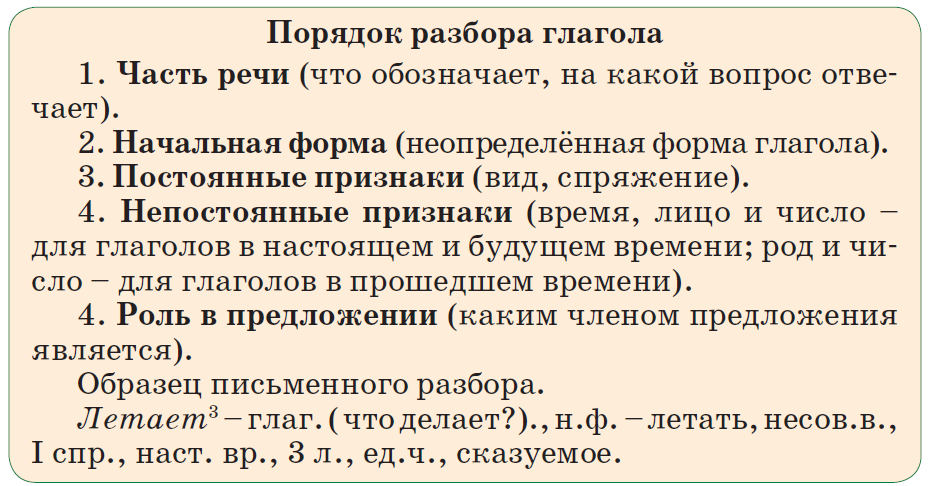 Порядок разбора глагола
1. Часть речи (что обозначает, на какой вопрос отве-
чает).
2. Начальная форма (неопределённая форма глагола).
3. Постоянные признаки (вид, спряжение).
4. Непостоянные признаки (время, лицо и число –
для глаголов в настоящем и будущем времени; род и чи-
сло – для глаголов в прошедшем времени).
4. Роль в предложении (каким членом предложения
является).
Образец письменного разбора.
Летает³ – глаг. (что делает?)., н.ф. – летать, несов.в.,
I спр., наст. вр., 3 л., ед.ч., сказуемое.